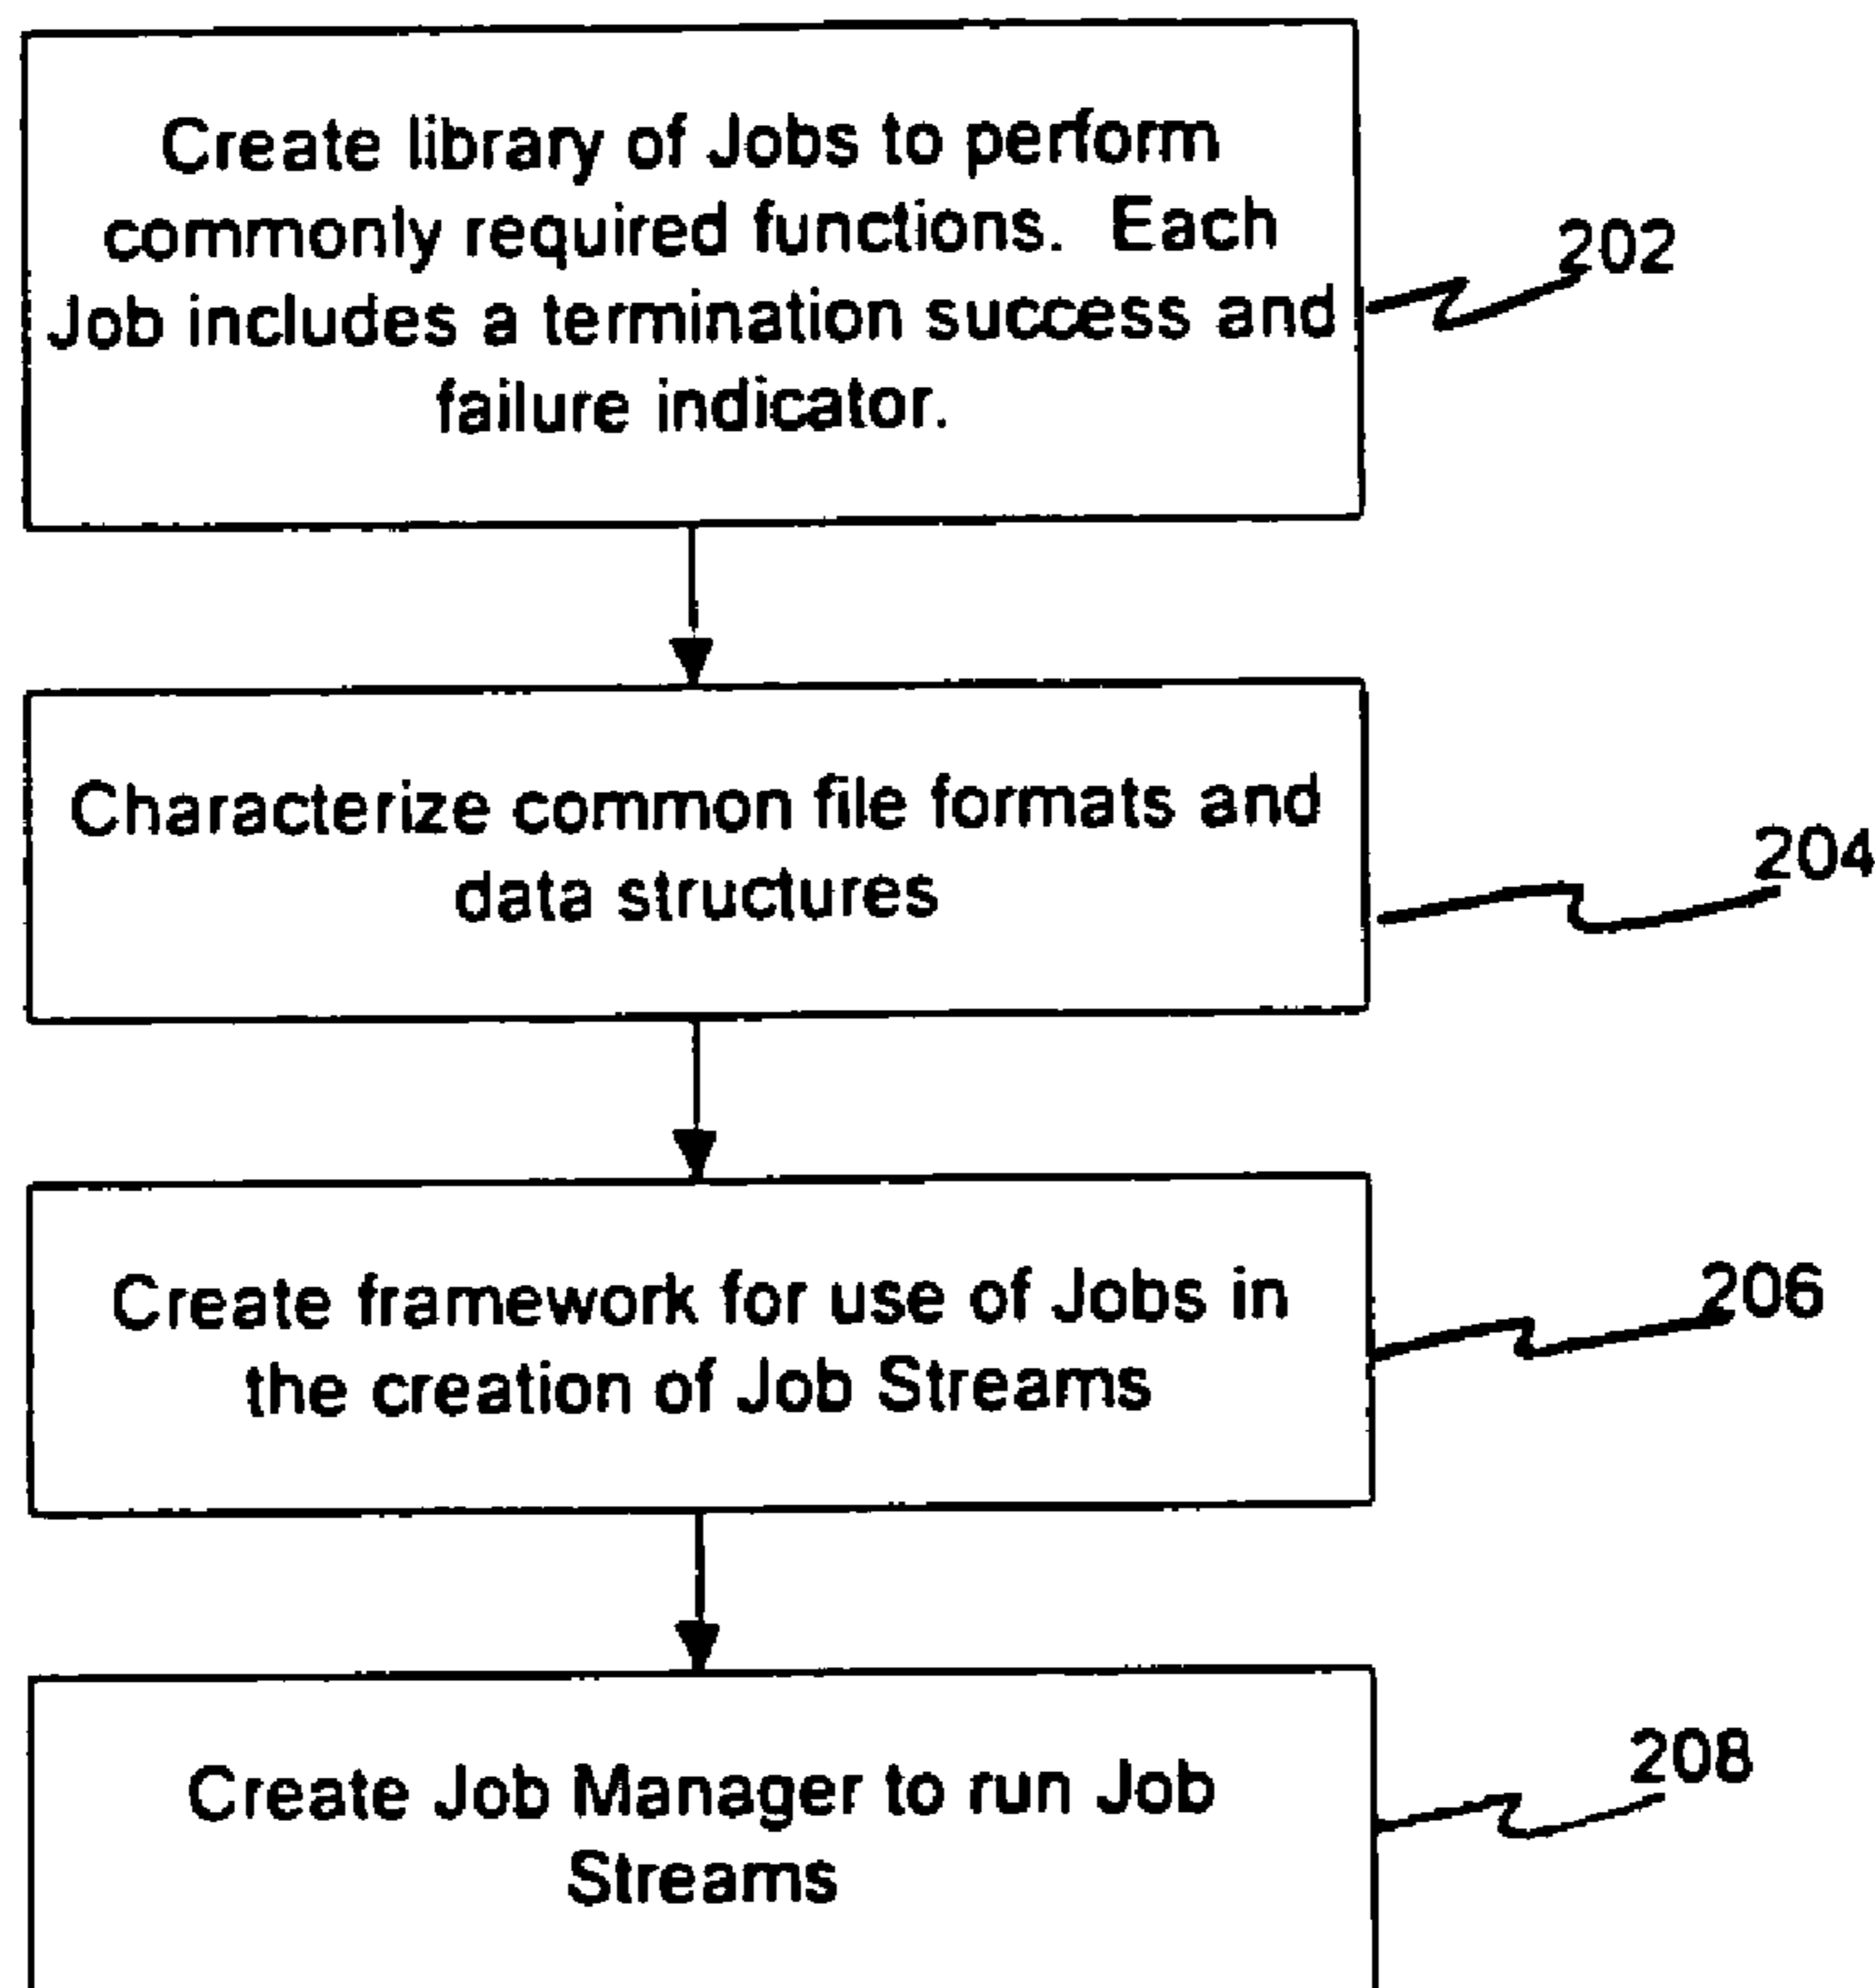 Create library of Jobs to perform
commonly required functions. Each
Job includes a termination success and
failure indicator.
202
Characterize common file formats and
data structures
204
Create framework for use of Jobs in
the creation of Job Streams
206
Create Job Manager to run Job
Streams
208